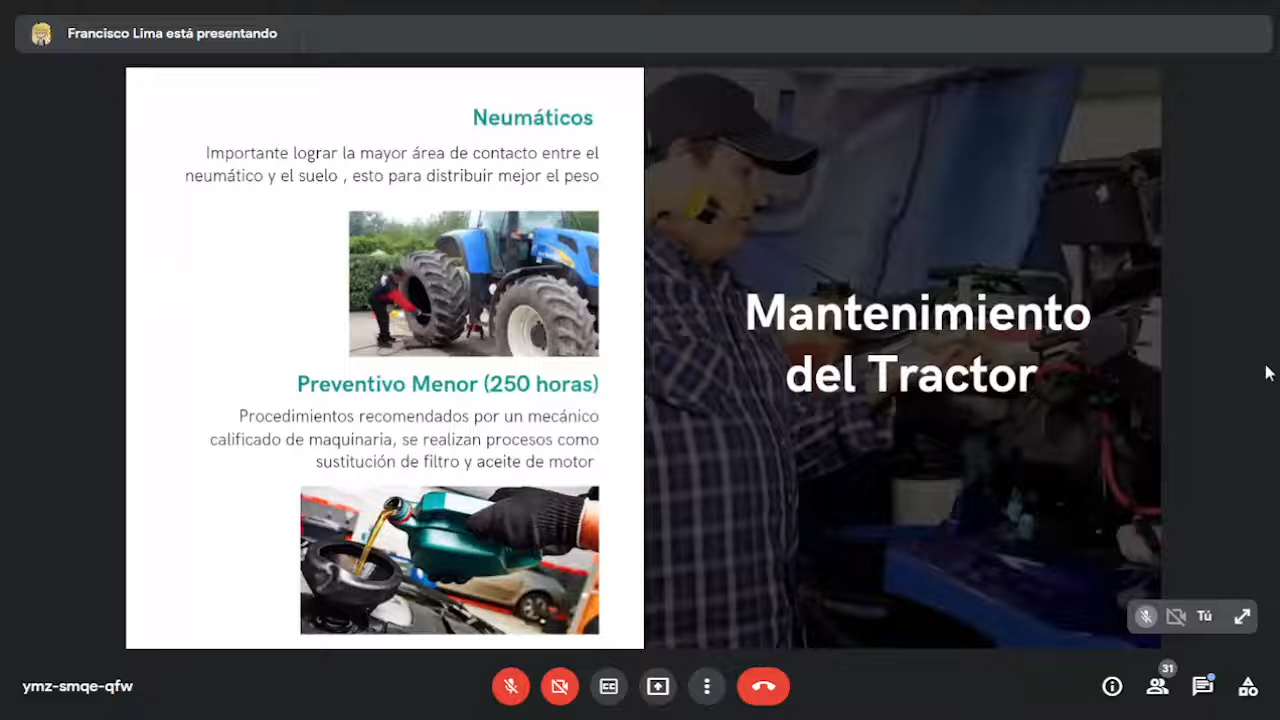 Francisco Lima está presentando
Neumáticos
Importante lograr la mayor área de contacto entre el
neumático y el suelo , esto para distribuir mejor el peso
Preventivo Menor (250 horas)
Procedimientos recomendados por un mecánico
calificado de maquinaria, se realizan procesos como
sustitución de filtro y aceite de motor
Mantenimiento
del Tractor
Tú
ymz-smqe-qfw
31